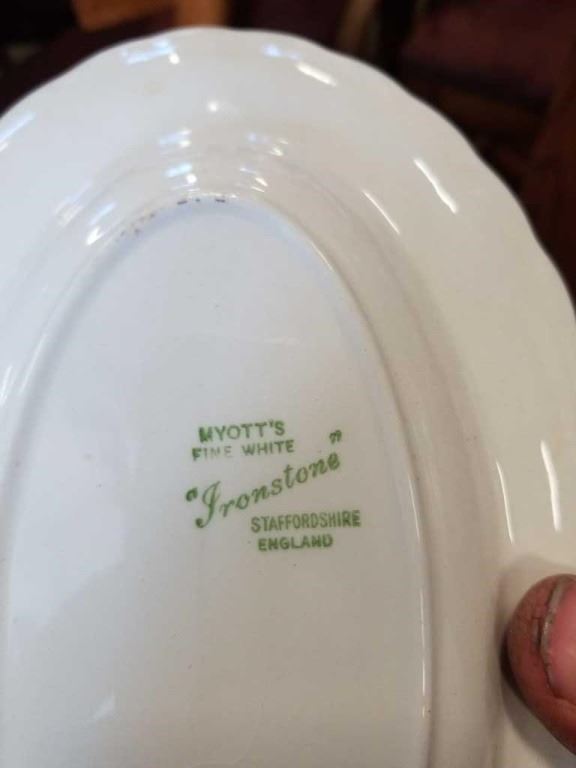 MYOTT'S
FINE WHITE
"Ironstone"
STAFFORDSHIRE
ENGLAND